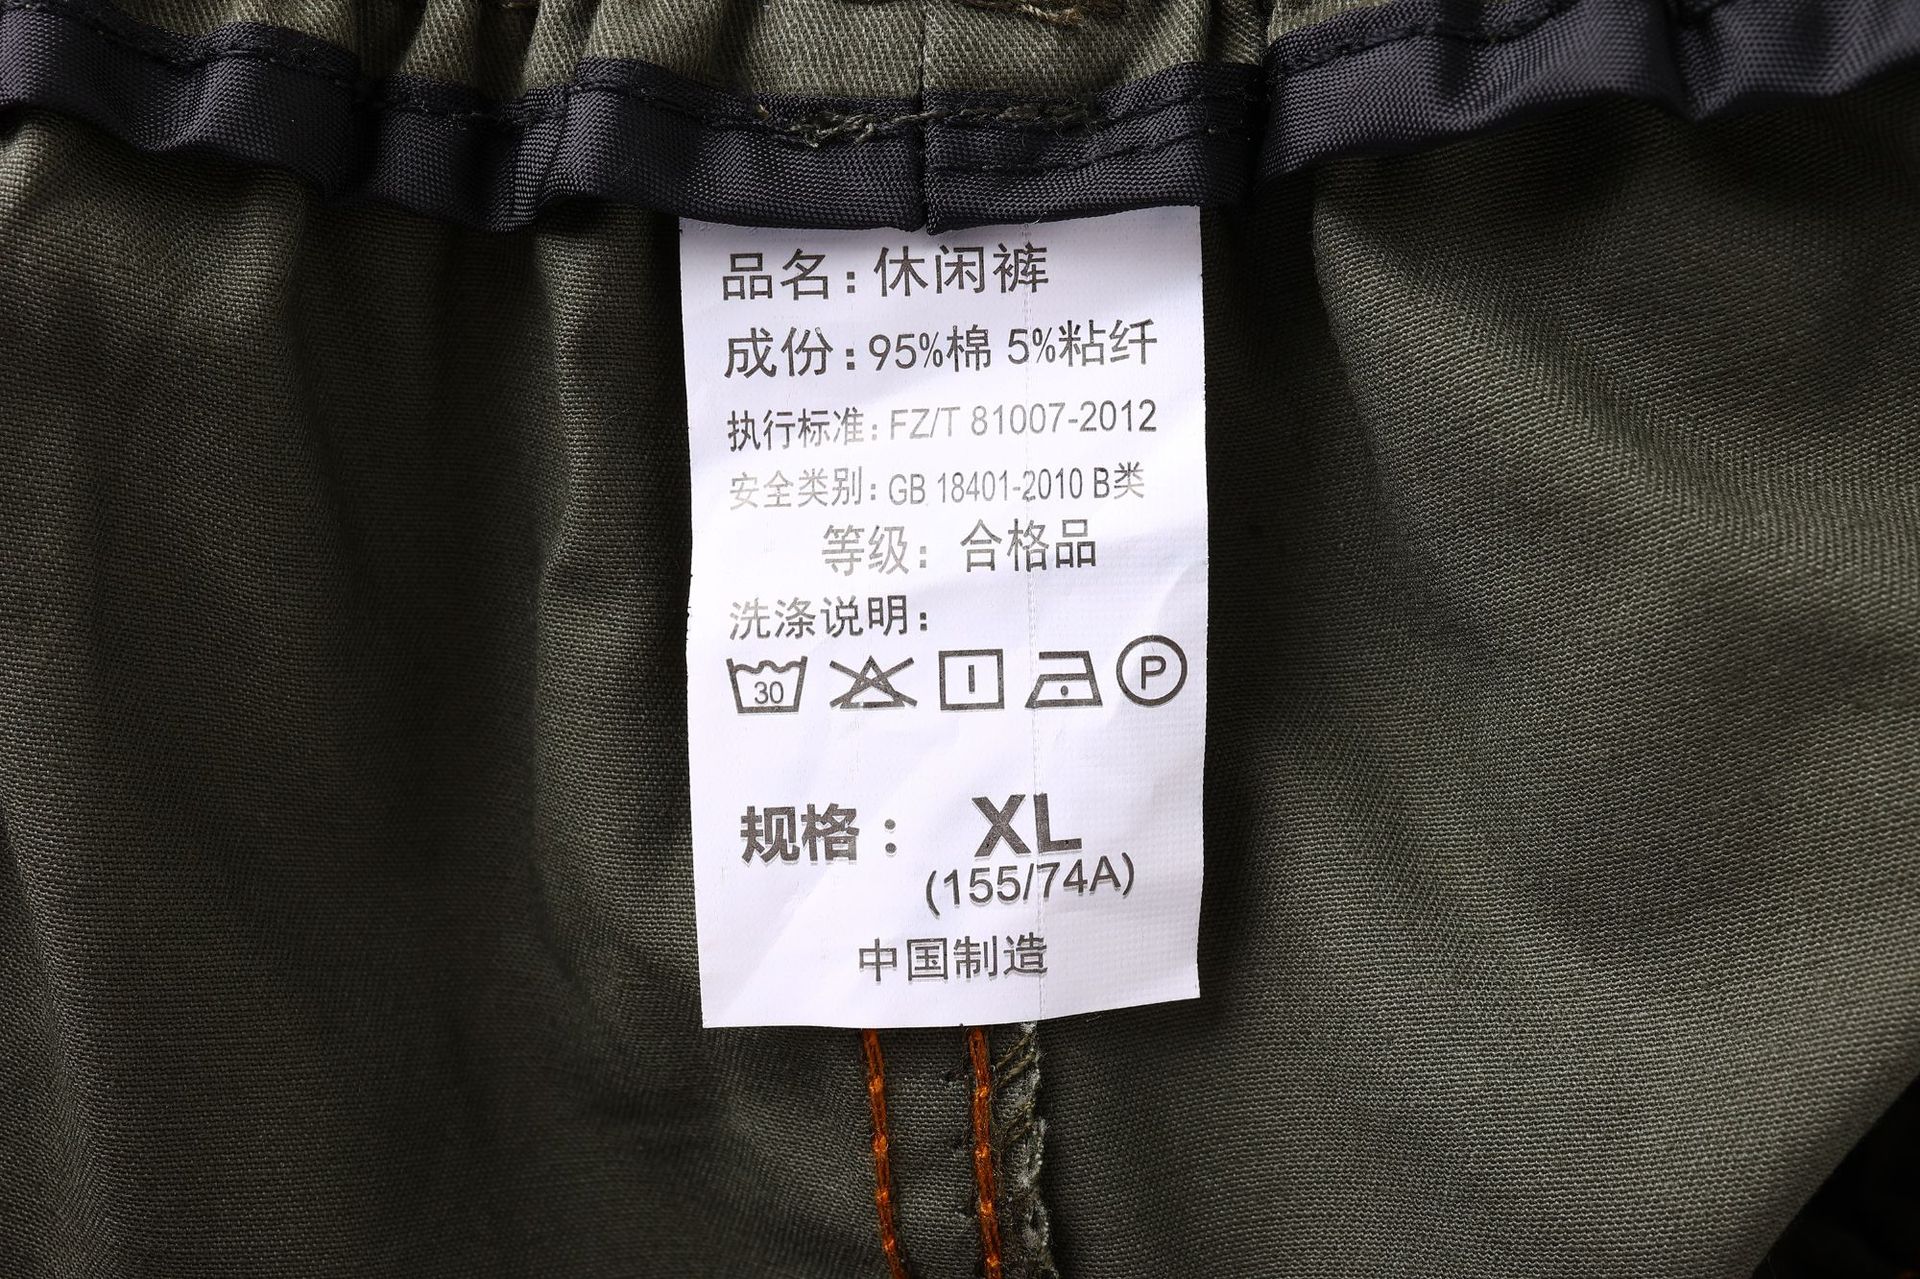 品名：休闲裤
成份：95%棉 5%粘纤
执行标准：FZ/T 81007-2012
安全类别：GB 18401-2010 B类
等级：合格品
洗涤说明：
30 P
规格：XL
(155/74A)
中国制造